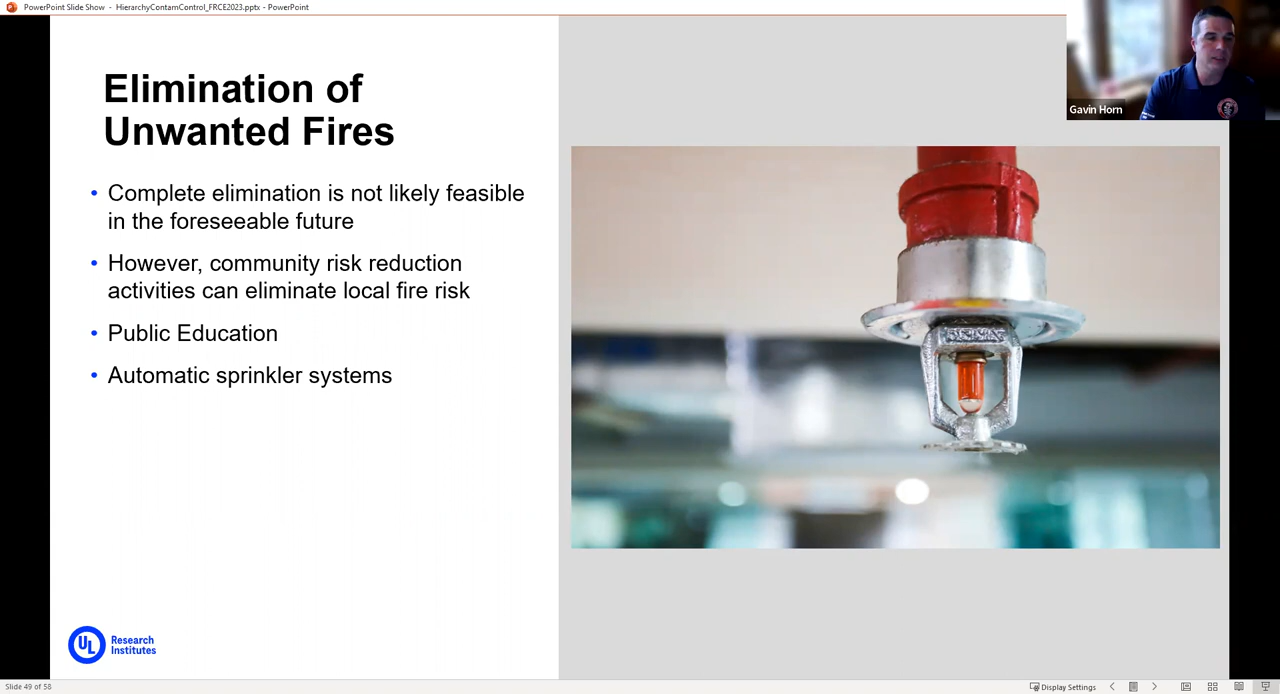 PowerPoint Slide Show - HierarchyContamControl_FRCE2023.pptx - PowerPoint
Gavin Horn
Elimination of
Unwanted Fires
• Complete elimination is not likely feasible
in the foreseeable future
• However, community risk reduction
activities can eliminate local fire risk
• Public Education
• Automatic sprinkler systems
UL Research
Institutes
Slide 49 of 58
Display Settings